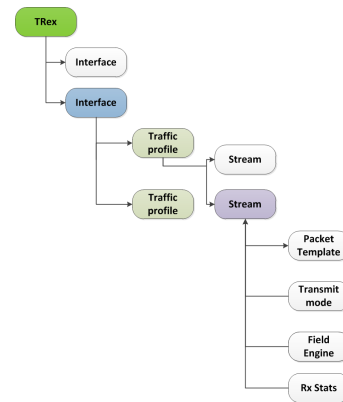 TRex
Interface
Interface
Traffic
profile
Stream
Traffic
profile
Stream
Packet
Template
Transmit
mode
Field
Engine
Rx Stats